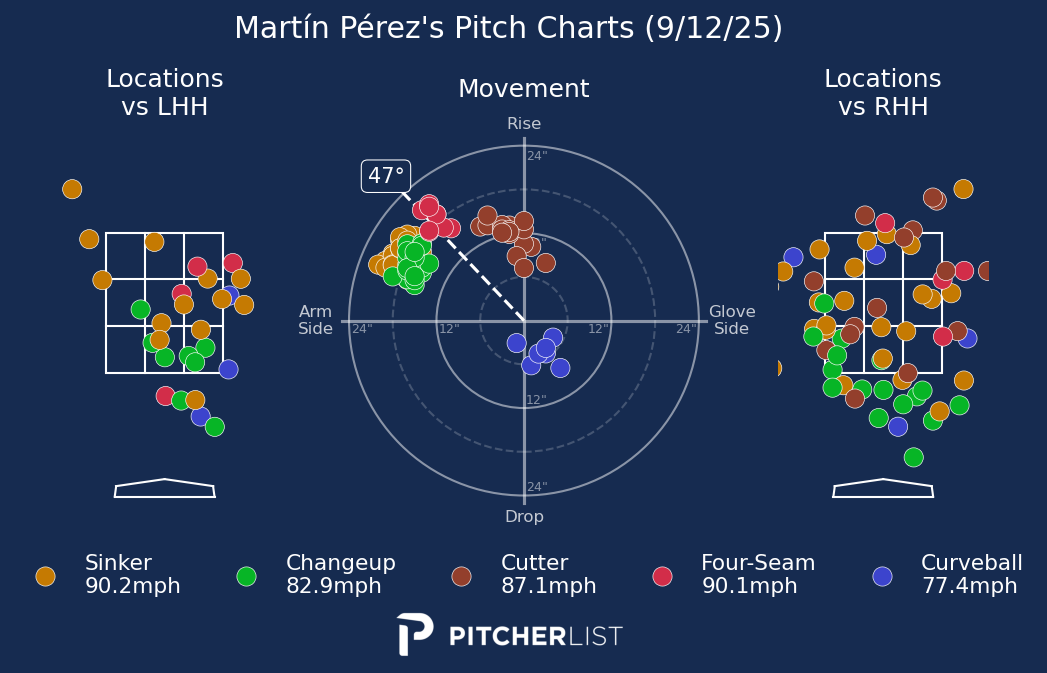 Martín Pérez's Pitch Charts (9/12/25)
Locations
vs LHH
Movement
Locations
vs RHH
Rise
24"
47°
Arm
Side
24"
12"
12"
24"
Glove
Side
12"
24"
Drop
Sinker
90.2mph
Changeup
82.9mph
Cutter
87.1mph
Four-Seam
90.1mph
Curveball
77.4mph
PITCHERLIST